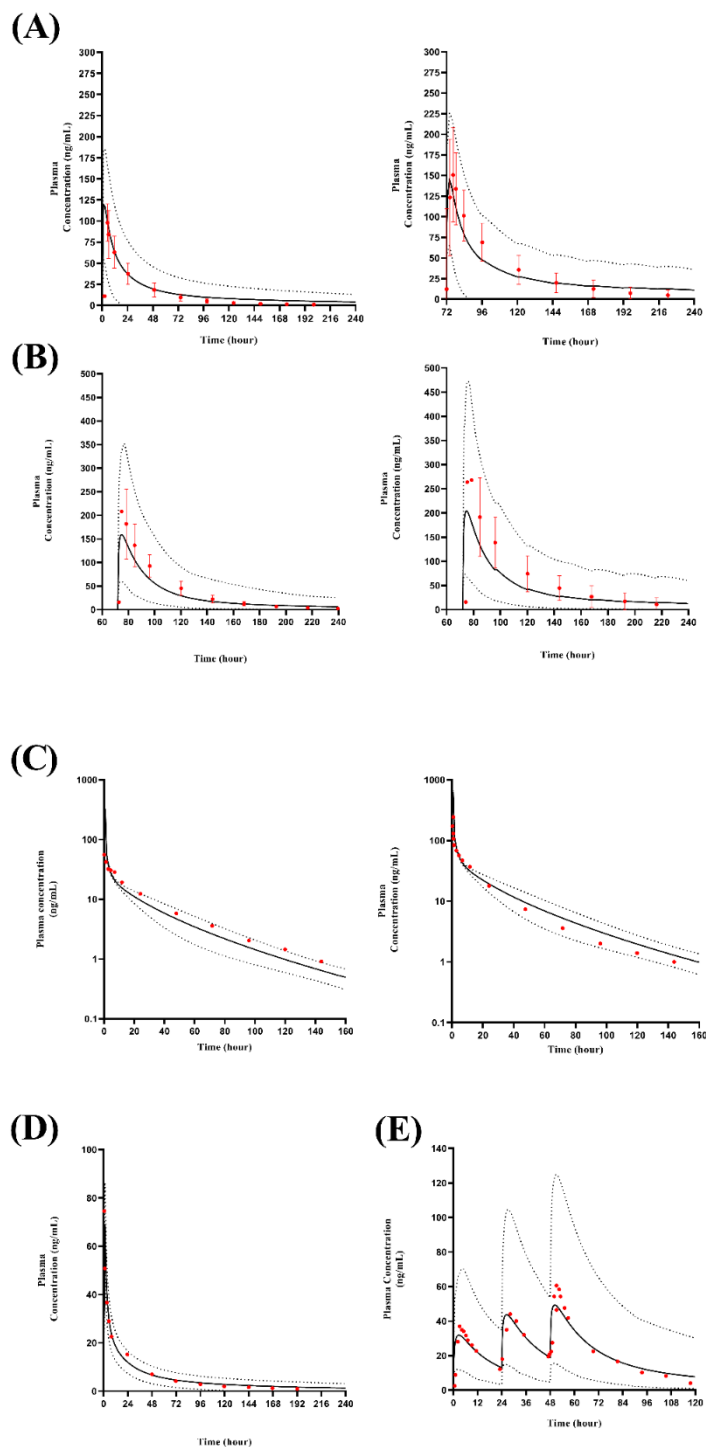 (A)
300
275
250
225
200
175
150
125
100
75
50
25
0
Plasma
Concentration (ng/mL)
0 24 48 72 96 120 144 168 192 216 240
Time (hour)
300
275
250
225
200
175
150
125
100
75
50
25
0
Plasma
Concentration (ng/mL)
72 96 120 144 168 192 216 240
Time (hour)
(B)
500
450
400
350
300
250
200
150
100
50
0
Plasma
Concentration (ng/mL)
60 80 100 120 140 160 180 200 220 240
Time (hour)
500
450
400
350
300
250
200
150
100
50
0
Plasma
Concentration (ng/mL)
60 80 100 120 140 160 180 200 220 240
Time (hour)
(C)
1000
100
10
1
0.1
Plasma concentration
(ng/mL)
0 20 40 60 80 100 120 140 160
Time (hour)
1000
100
10
1
0.1
Plasma
Concentration (ng/mL)
0 20 40 60 80 100 120 140 160
Time (hour)
(D)
100
80
60
40
20
0
Plasma
Concentration (ng/mL)
0 24 48 72 96 120 144 168 192 216 240
Time (hour)
(E)
140
120
100
80
60
40
20
0
Plasma Concentration
(ng/mL)
0 12 24 36 48 60 72 84 96 108 120
Time (hour)